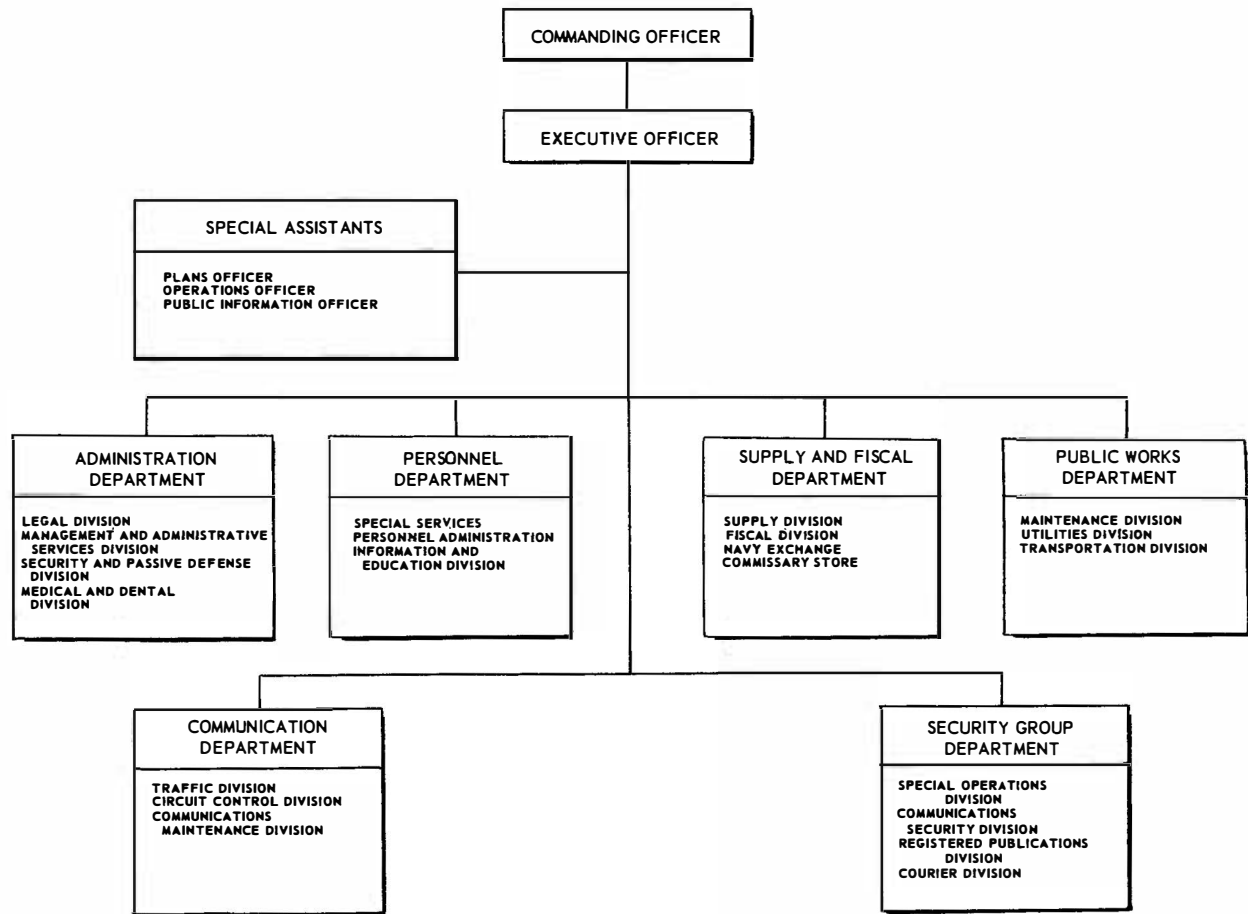 COMMANDING OFFICER
EXECUTIVE OFFICER
SPECIAL ASSISTANTS
PLANS OFFICER
OPERATIONS OFFICER
PUBLIC INFORMATION OFFICER
ADMINISTRATION
DEPARTMENT
LEGAL DIVISION
MANAGEMENT AND ADMINISTRATIVE
SERVICES DIVISION
SECURITY AND PASSIVE DEFENSE
DIVISION
MEDICAL AND DENTAL
DIVISION
PERSONNEL
DEPARTMENT
SPECIAL SERVICES
PERSONNEL ADMINISTRATION
INFORMATION AND
EDUCATION DIVISION
SUPPLY AND FISCAL
DEPARTMENT
SUPPLY DIVISION
FISCAL DIVISION
NAVY EXCHANGE
COMMISSARY STORE
PUBLIC WORKS
DEPARTMENT
MAINTENANCE DIVISION
UTILITIES DIVISION
TRANSPORTATION DIVISION
COMMUNICATION
DEPARTMENT
TRAFFIC DIVISION
CIRCUIT CONTROL DIVISION
COMMUNICATIONS
MAINTENANCE DIVISION
SECURITY GROUP
DEPARTMENT
SPECIAL OPERATIONS
DIVISION
COMMUNICATIONS
SECURITY DIVISION
REGISTERED PUBLICATIONS
DIVISION
COURIER DIVISION